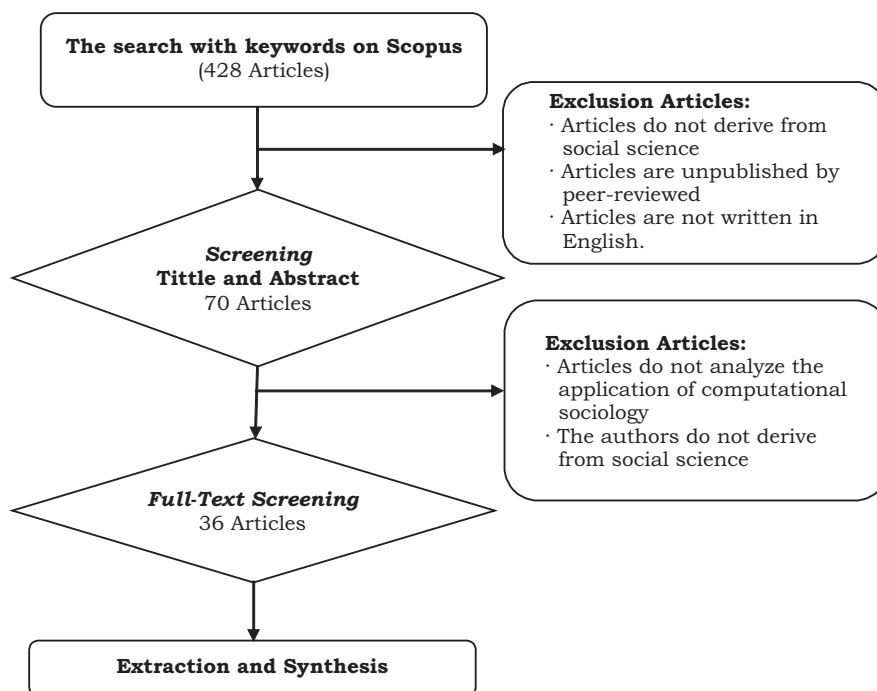 The search with keywords on Scopus
(428 Articles)
Exclusion Articles:
· Articles do not derive from
social science
· Articles are unpublished by
peer-reviewed
· Articles are not written in
English.
Screening
Tittle and Abstract
70 Articles
Exclusion Articles:
· Articles do not analyze the
application of computational
sociology
· The authors do not derive
from social science
Full-Text Screening
36 Articles
Extraction and Synthesis